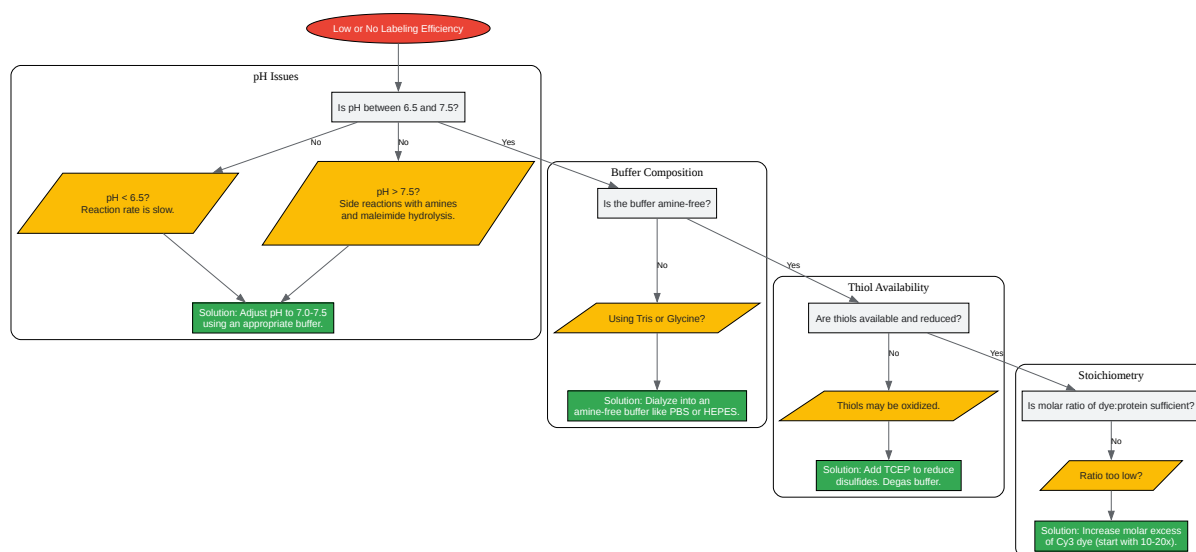 Low or No Labeling Efficiency
pH Issues
Is pH between 6.5 and 7.5?
No
No
Yes
pH < 6.5?
Reaction rate is slow.
pH > 7.5?
Side reactions with amines
and maleimide hydrolysis.
Solution: Adjust pH to 7.0-7.5
using an appropriate buffer.
Buffer Composition
Is the buffer amine-free?
No
Yes
Using Tris or Glycine?
Solution: Dialyze into an
amine-free buffer like PBS or HEPES.
Thiol Availability
Are thiols available and reduced?
No
Yes
Thiols may be oxidized.
Solution: Add TCEP to reduce
disulfides. Degas buffer.
Stoichiometry
Is molar ratio of dye:protein sufficient?
No
Ratio too low?
Solution: Increase molar excess
of Cy3 dye (start with 10-20x).